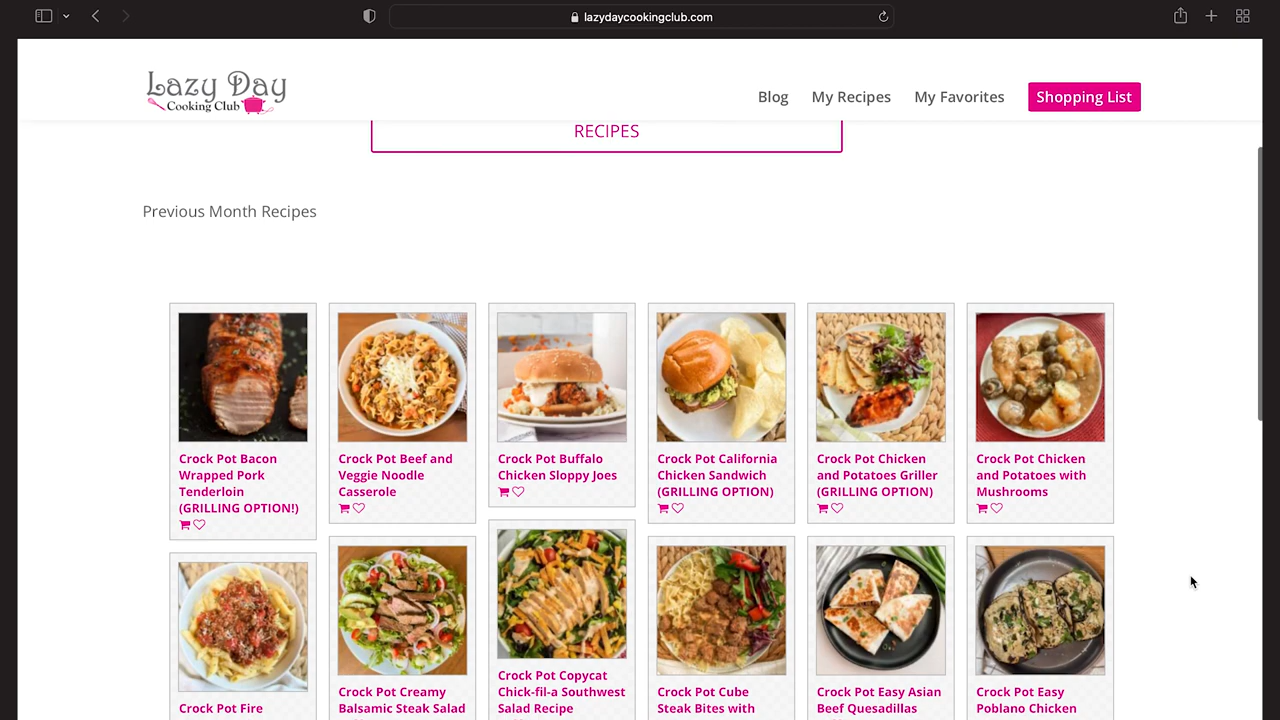 lazydaycookingclub.com
Lazy Day
Cooking Club
Blog
My Recipes
My Favorites
Shopping List
RECIPES
Previous Month Recipes
Crock Pot Bacon
Wrapped Pork
Tenderloin
(GRILLING OPTION!)
Crock Pot Beef and
Veggie Noodle
Casserole
Crock Pot Buffalo
Chicken Sloppy Joes
Crock Pot California
Chicken Sandwich
(GRILLING OPTION)
Crock Pot Chicken
and Potatoes Griller
(GRILLING OPTION)
Crock Pot Chicken
and Potatoes with
Mushrooms
Crock Pot Fire
Crock Pot Creamy
Balsamic Steak Salad
Crock Pot Copycat
Chick-fil-a Southwest
Salad Recipe
Crock Pot Cube
Steak Bites with
Crock Pot Easy Asian
Beef Quesadillas
Crock Pot Easy
Poblano Chicken